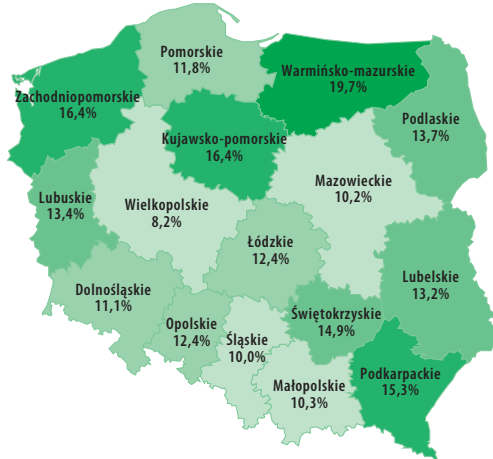 Pomorskie
11,8%
Warmińsko-mazurskie
19,7%
Zachodniopomorskie
16,4%
Podlaskie
13,7%
Kujawsko-pomorskie
16,4%
Mazowieckie
10,2%
Lubuskie
13,4%
Wielkopolskie
8,2%
Łódzkie
12,4%
Lubelskie
13,2%
Dolnośląskie
11,1%
Świętokrzyskie
14,9%
Opolskie
12,4%
Śląskie
10,0%
Podkarpackie
15,3%
Małopolskie
10,3%